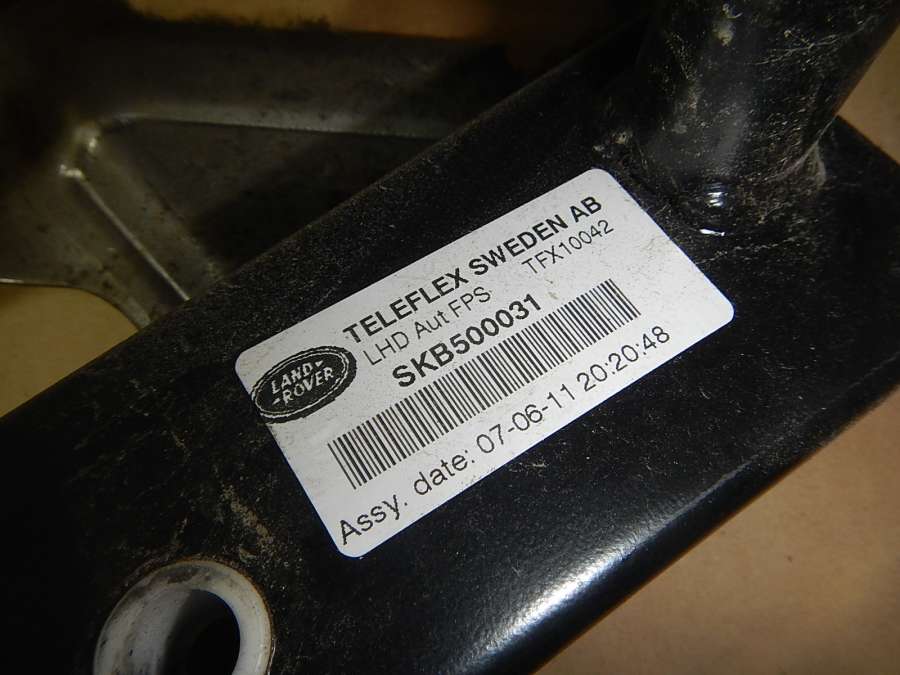 TELEFLEX SWEDEN AB
LHD Aut FPS TFX10042
SKB500031
LAND
ROVER
Assy. date: 07-06-11 20:20:48